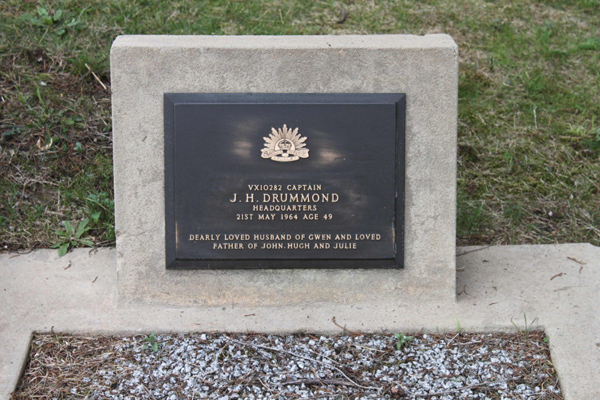 VX10282 CAPTAIN
J. H. DRUMMOND
HEADQUARTERS
21ST MAY 1964 AGE 49
DEARLY LOVED HUSBAND OF GWEN AND LOVED
FATHER OF JOHN, HUGH AND JULIE